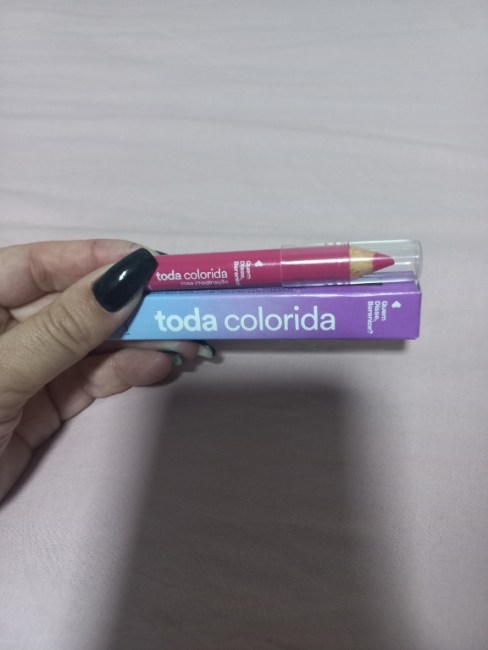 toda colorida
Quem
Disse,
Berenice?
toda colorida
Quem
Disse,
Berenice?